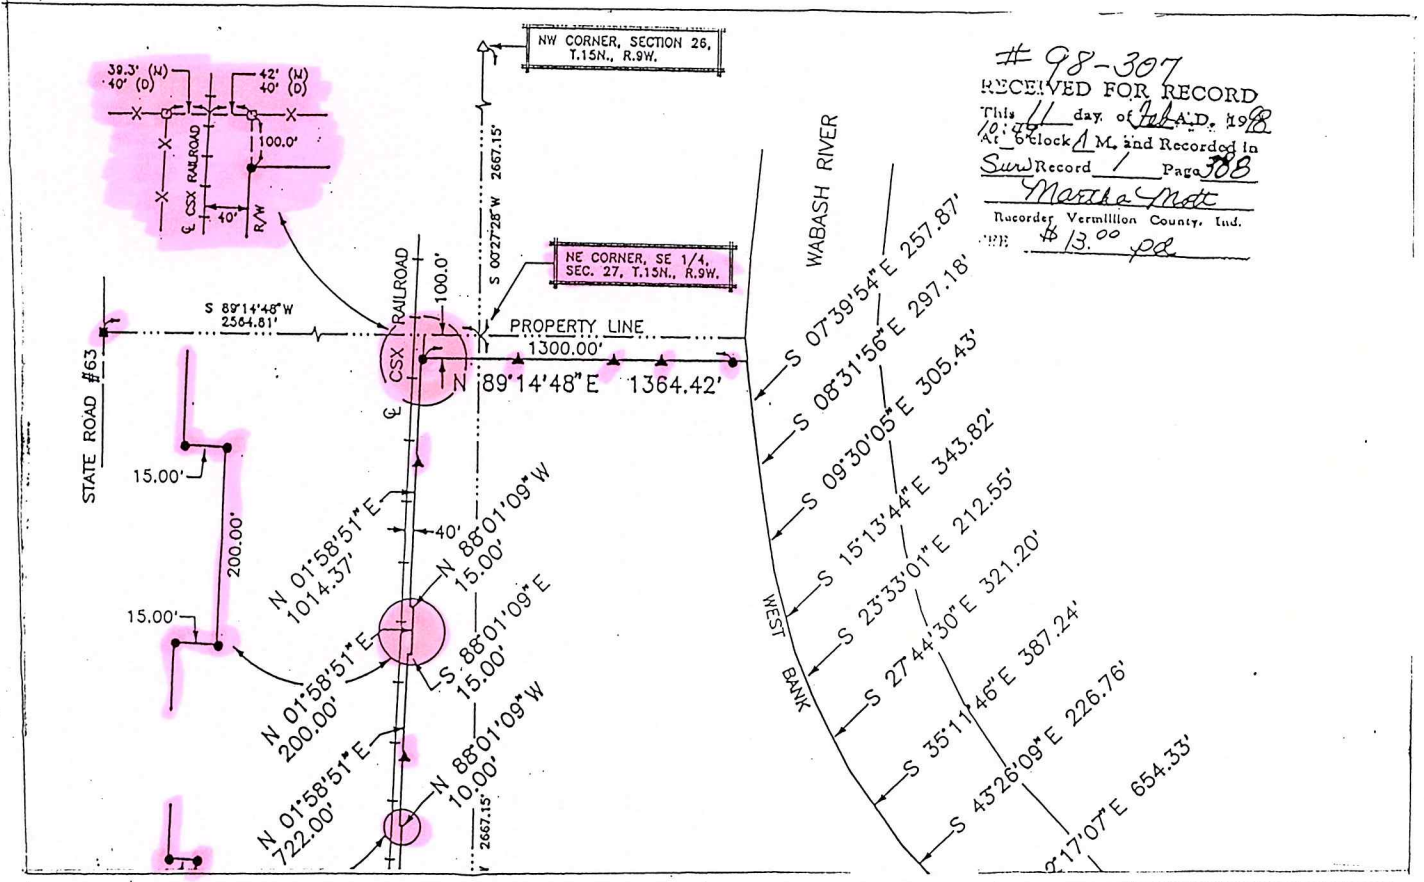 NW CORNER, SECTION 26,
T.15N., R.9W.
# 98-307
RECEIVED FOR RECORD
This 11 day of Feb A.D. 1998
At o'clock A M. and Recorded in
Surv Record 1 Page 388
Martha Mott
Recorder Vermillion County, Ind.
FEE $13.00 pd
39.3' (M)
40' (D)
42' (M)
40' (D)
100.0'
℄ CSX RAILROAD
40'
R/W
S 00°27'28" W 2667.15'
NE CORNER, SE 1/4,
SEC. 27, T.15N., R.9W.
WABASH RIVER
S 89°14'48" W
2564.81'
℄ CSX RAILROAD
100.0'
PROPERTY LINE
1300.00'
N 89°14'48" E 1364.42'
STATE ROAD #63
15.00'
200.00'
15.00'
N 01°58'51" E
1014.37'
40'
N 88°01'09" W
15.00'
N 01°58'51" E
200.00'
S 88°01'09" E
15.00'
N 01°58'51" E
722.00'
N 88°01'09" W
10.00'
2667.15'
WEST BANK
S 07°39'54" E 257.87'
S 08°31'56" E 297.18'
S 09°30'05" E 305.43'
S 15°13'44" E 343.82'
S 23°33'01" E 212.55'
S 27°44'30" E 321.20'
S 35°11'46" E 387.24'
S 43°26'09" E 226.76'
2°17'07" E 654.33'